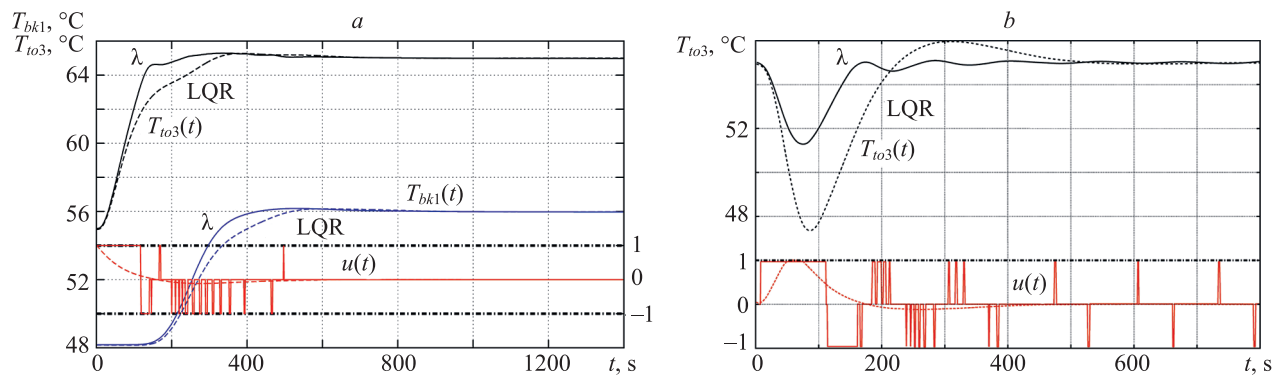 T_bk1, °C
T_to3, °C
a
64
60
56
52
48
λ
LQR
T_to3(t)
T_bk1(t)
λ
LQR
u(t)
1
0
–1
0
400
800
1200
t, s
b
T_to3, °C
52
48
1
0
–1
λ
LQR
T_to3(t)
u(t)
0
200
400
600
t, s